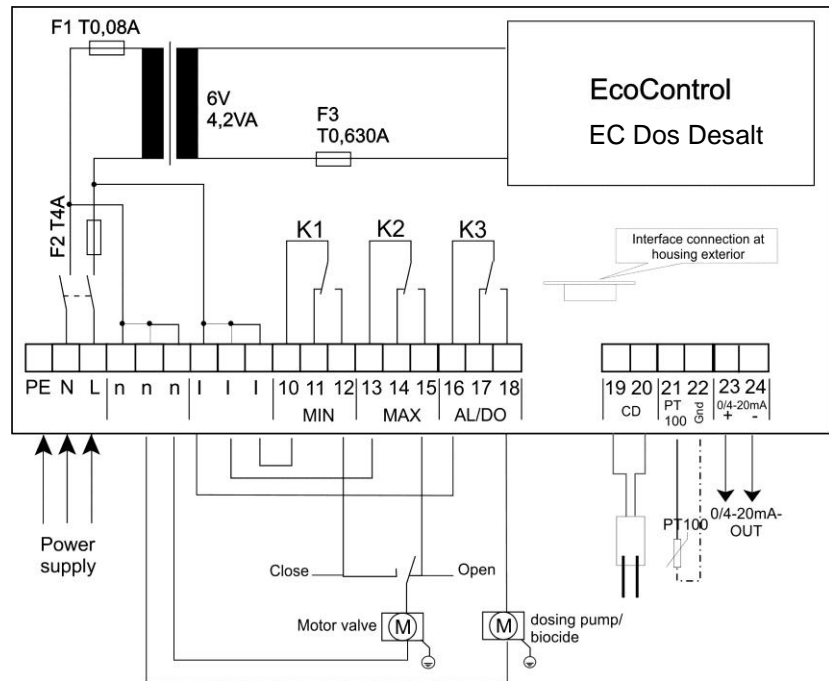 F1 T0,08A
6V
4,2VA
F3
T0,630A
EcoControl
EC Dos Desalt
F2 T4A
K1 K2 K3
Interface connection at
housing exterior
PE N L n n n l l l 10 11 12 13 14 15 16 17 18
MIN MAX AL/DO
19 20 21 22 23 24
CD PT
100 Gnd 0/4-20mA
+ -
Power
supply
Close Open
Motor valve M
M dosing pump/
biocide
PT100
0/4-20mA-
OUT